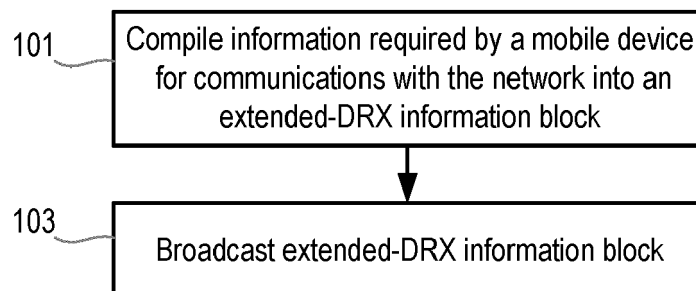 101
Compile information required by a mobile device
for communications with the network into an
extended-DRX information block
103
Broadcast extended-DRX information block